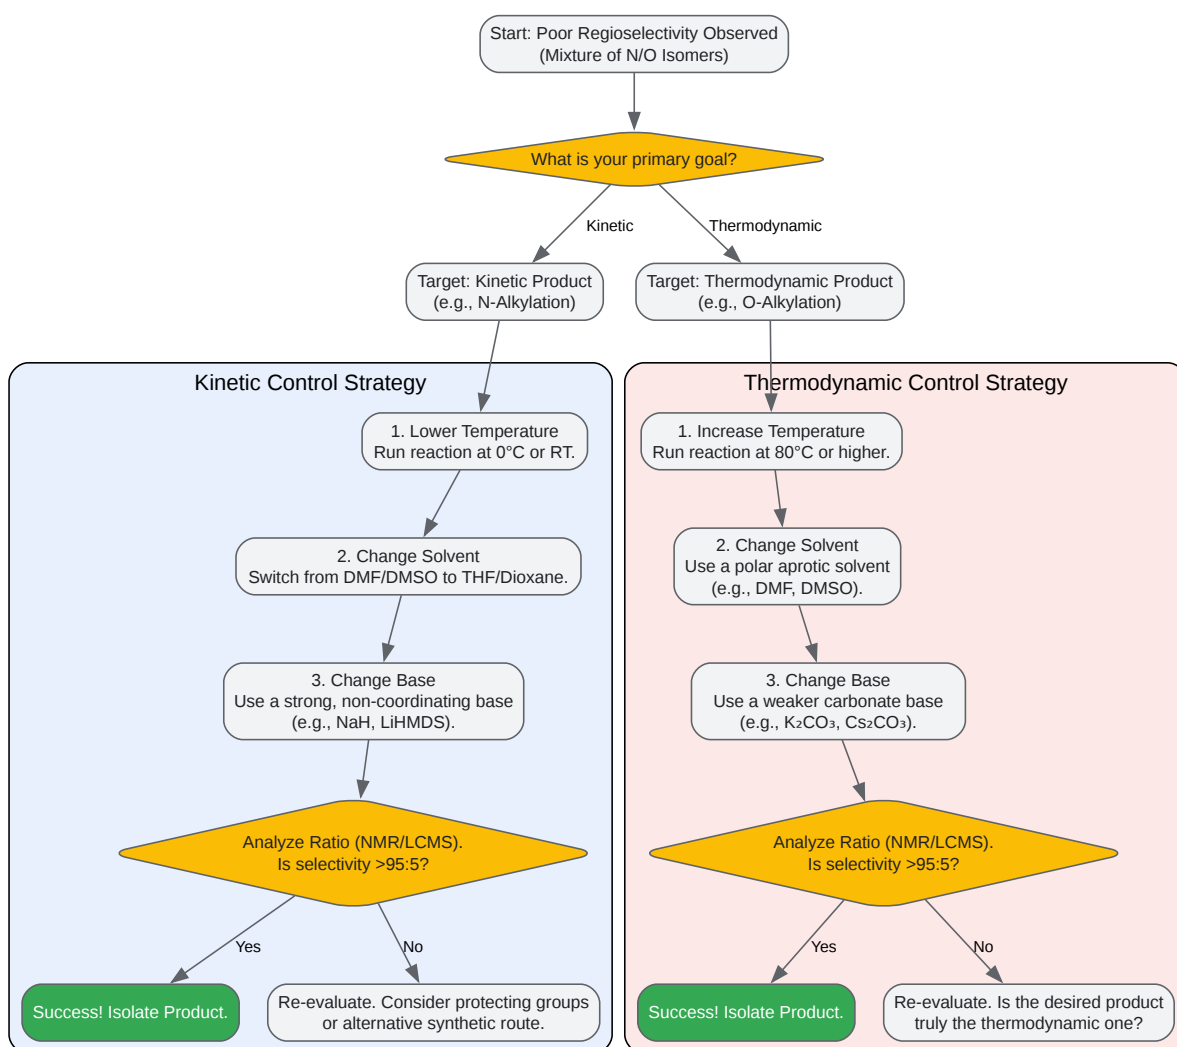 Start: Poor Regioselectivity Observed
(Mixture of N/O Isomers)
What is your primary goal?
Kinetic
Thermodynamic
Target: Kinetic Product
(e.g., N-Alkylation)
Target: Thermodynamic Product
(e.g., O-Alkylation)
Kinetic Control Strategy
1. Lower Temperature
Run reaction at 0°C or RT.
2. Change Solvent
Switch from DMF/DMSO to THF/Dioxane.
3. Change Base
Use a strong, non-coordinating base
(e.g., NaH, LiHMDS).
Analyze Ratio (NMR/LCMS).
Is selectivity >95:5?
Yes
No
Success! Isolate Product.
Re-evaluate. Consider protecting groups
or alternative synthetic route.
Thermodynamic Control Strategy
1. Increase Temperature
Run reaction at 80°C or higher.
2. Change Solvent
Use a polar aprotic solvent
(e.g., DMF, DMSO).
3. Change Base
Use a weaker carbonate base
(e.g., K₂CO₃, Cs₂CO₃).
Analyze Ratio (NMR/LCMS).
Is selectivity >95:5?
Yes
No
Success! Isolate Product.
Re-evaluate. Is the desired product
truly the thermodynamic one?